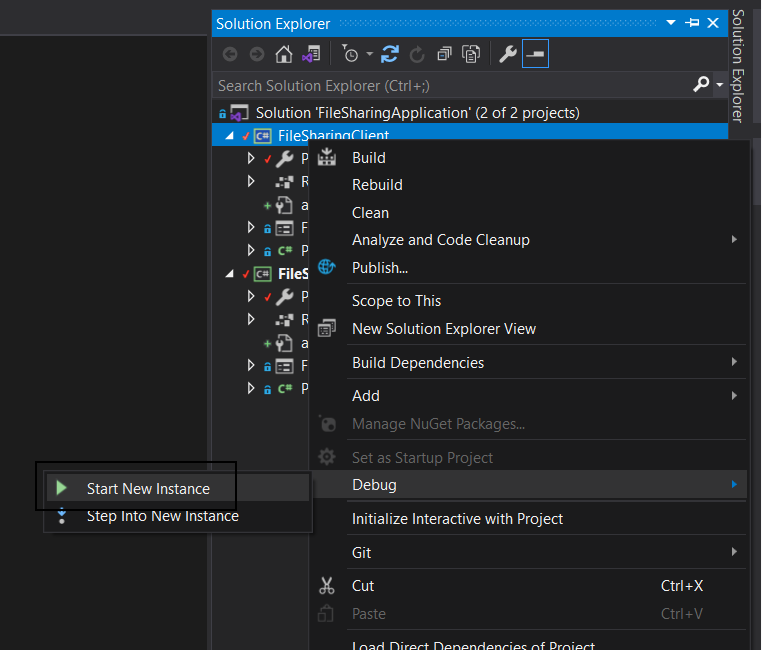 Solution Explorer
Solution Explorer
Search Solution Explorer (Ctrl+;)
Solution 'FileSharingApplication' (2 of 2 projects)
C# FileSharingClient
P
R
a
F
C# P
C# FileS
P
R
a
F
C# P
Build
Rebuild
Clean
Analyze and Code Cleanup
Publish...
Scope to This
New Solution Explorer View
Build Dependencies
Add
Manage NuGet Packages...
Set as Startup Project
Debug
Start New Instance
Step Into New Instance
Initialize Interactive with Project
Git
Cut Ctrl+X
Paste Ctrl+V
Load Direct Dependencies of Project